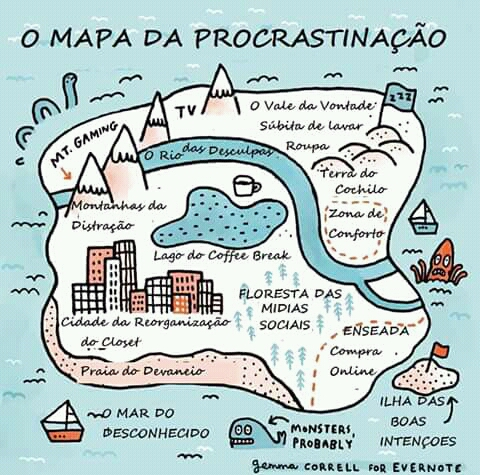 O MAPA DA PROCRASTINAÇÃO
ZZZ
TV
MT. GAMING
O Vale da Vontade
Súbita de lavar
Roupa
O Rio das Desculpas
Terra do
Cochilo
Montanhas da
Distração
Zona de
Conforto
Lago do Coffee Break
FLORESTA DAS
MIDIAS
SOCIAIS
Cidade da Reorganização
do Closet
ENSEADA
Compra
Online
Praia do Devaneio
O MAR DO
DESCONHECIDO
MONSTERS,
PROBABLY
ILHA DAS
BOAS
INTENÇOES
gemma CORRELL FOR EVERNOTE